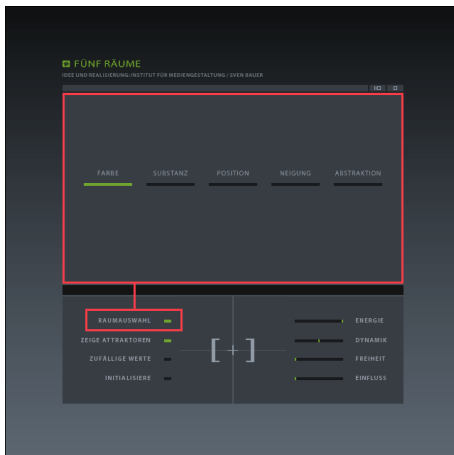 FÜNF RÄUME
IDEE UND REALISIERUNG: INSTITUT FÜR MEDIENGESTALTUNG / SVEN BAUER
FARBE SUBSTANZ POSITION NEIGUNG ABSTRAKTION
RAUMAUSWAHL
ENERGIE
ZEIGE ATTRAKTOREN
DYNAMIK
ZUFÄLLIGE WERTE
FREIHEIT
INITIALISIERE
EINFLUSS
[+]